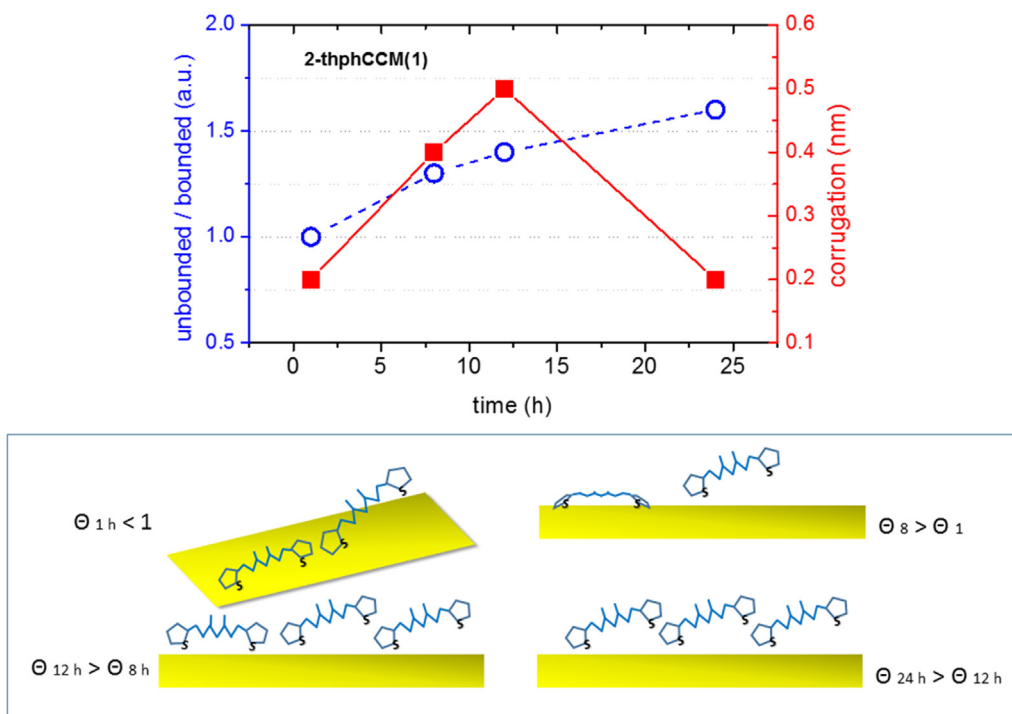 2-thphCCM(1)
unbounded / bounded (a.u.)
2.0
1.5
1.0
0.5
corrugation (nm)
0.6
0.5
0.4
0.3
0.2
0.1
0 5 10 15 20 25
time (h)
Θ 1 h < 1
S S
S S
S S
S S
Θ 8 > Θ 1
S S S S S S
Θ 12 h > Θ 8 h
S S S S S S
Θ 24 h > Θ 12 h